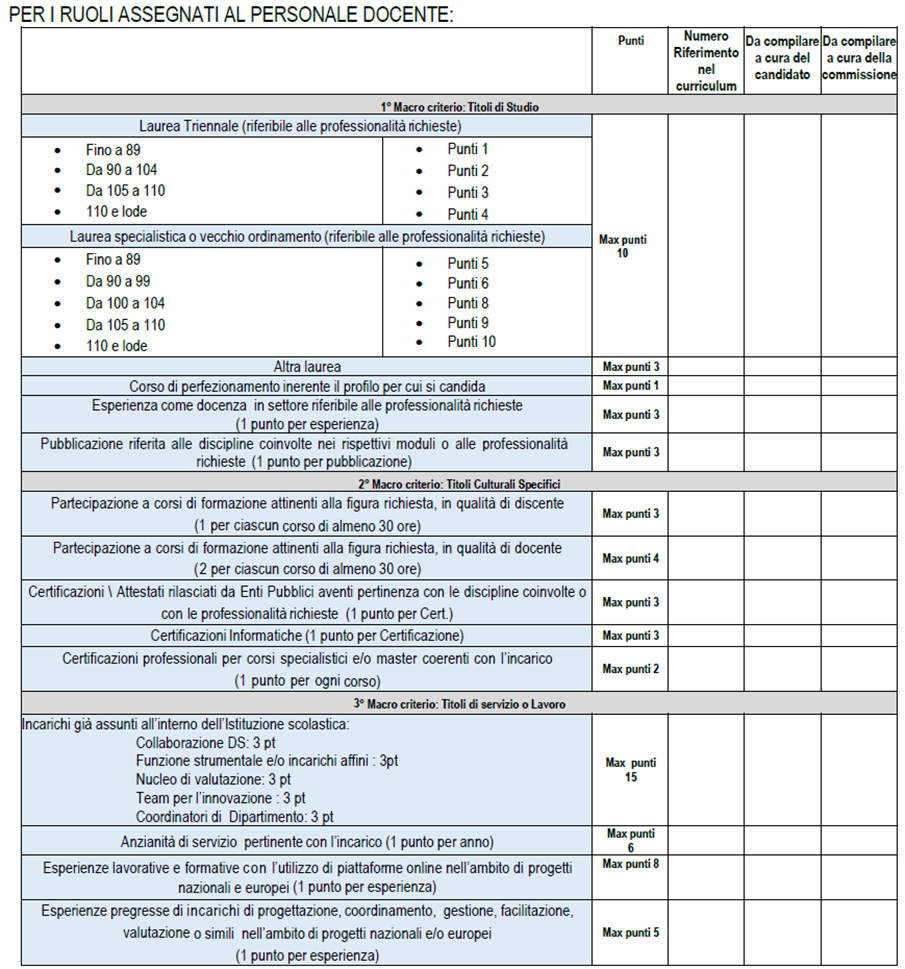 PER I RUOLI ASSEGNATI AL PERSONALE DOCENTE:
Punti
Numero
Riferimento
nel
curriculum
Da compilare
a cura del
candidato
Da compilare
a cura della
commissione
1° Macro criterio: Titoli di Studio
Laurea Triennale (riferibile alle professionalità richieste)
• Fino a 89
• Da 90 a 104
• Da 105 a 110
• 110 e lode
• Punti 1
• Punti 2
• Punti 3
• Punti 4
Laurea specialistica o vecchio ordinamento (riferibile alle professionalità richieste)
• Fino a 89
• Da 90 a 99
• Da 100 a 104
• Da 105 a 110
• 110 e lode
• Punti 5
• Punti 6
• Punti 8
• Punti 9
• Punti 10
Max punti
10
Altra laurea
Max punti 3
Corso di perfezionamento inerente il profilo per cui si candida
Max punti 1
Esperienza come docenza in settore riferibile alle professionalità richieste
(1 punto per esperienza)
Max punti 3
Pubblicazione riferita alle discipline coinvolte nei rispettivi moduli o alle professionalità
richieste (1 punto per pubblicazione)
Max punti 3
2° Macro criterio: Titoli Culturali Specifici
Partecipazione a corsi di formazione attinenti alla figura richiesta, in qualità di discente
(1 per ciascun corso di almeno 30 ore)
Max punti 3
Partecipazione a corsi di formazione attinenti alla figura richiesta, in qualità di docente
(2 per ciascun corso di almeno 30 ore)
Max punti 4
Certificazioni \ Attestati rilasciati da Enti Pubblici aventi pertinenza con le discipline coinvolte o
con le professionalità richieste (1 punto per Cert.)
Max punti 3
Certificazioni Informatiche (1 punto per Certificazione)
Max punti 3
Certificazioni professionali per corsi specialistici e/o master coerenti con l'incarico
(1 punto per ogni corso)
Max punti 2
3° Macro criterio: Titoli di servizio o Lavoro
Incarichi già assunti all'interno dell'Istituzione scolastica:
Collaborazione DS: 3 pt
Funzione strumentale e/o incarichi affini : 3pt
Nucleo di valutazione: 3 pt
Team per l'innovazione : 3 pt
Coordinatori di Dipartimento: 3 pt
Max punti
15
Anzianità di servizio pertinente con l'incarico (1 punto per anno)
Max punti
6
Esperienze lavorative e formative con l'utilizzo di piattaforme online nell'ambito di progetti
nazionali e europei (1 punto per esperienza)
Max punti 8
Esperienze pregresse di incarichi di progettazione, coordinamento, gestione, facilitazione,
valutazione o simili nell'ambito di progetti nazionali e/o europei
(1 punto per esperienza)
Max punti 5